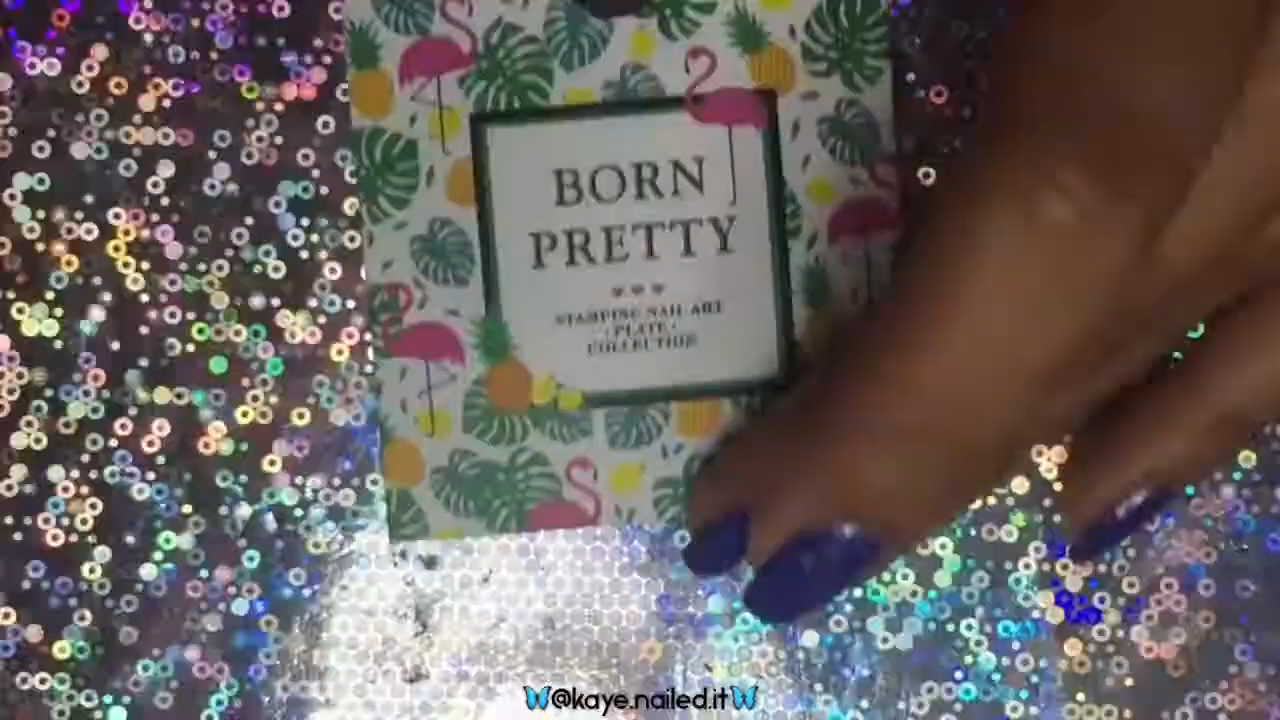 BORN
PRETTY
STAMPING NAIL ART
· PLATE ·
COLLECTION
@kaye.nailed.it